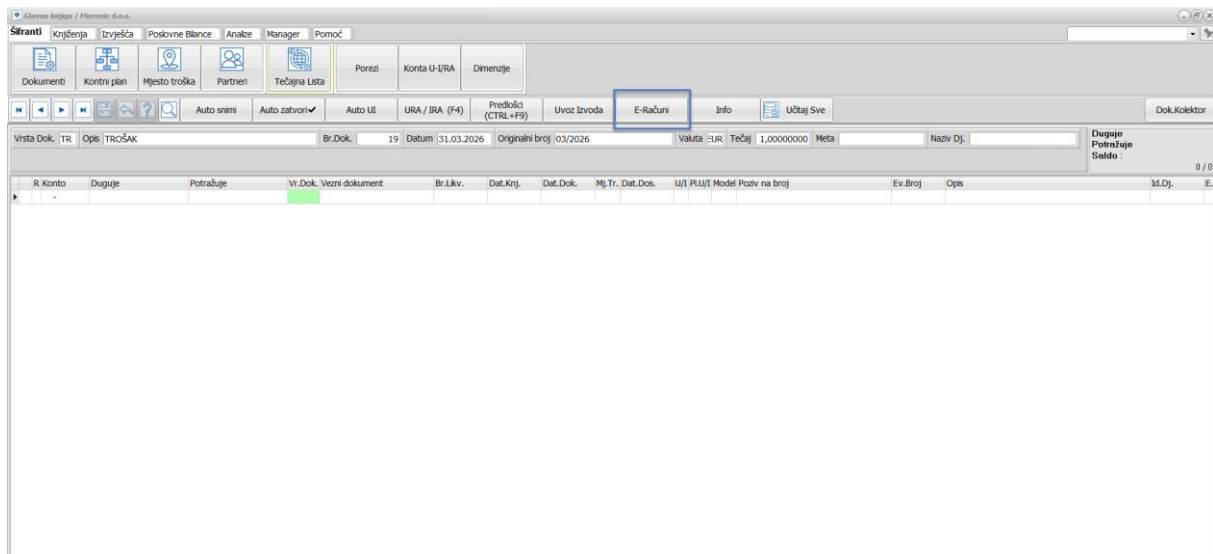 Glavna knjiga / Micronic d.o.o.
Šifranti Knjiženja Izvješća Poslovne Bilance Analize Manager Pomoć
Dokumenti Kontni plan Mjesto troška Partneri Tečajna Lista Porezi Konta U-I/RA Dimenzije
Auto snimi Auto zatvori✔ Auto UI URA / IRA (F4) Predlošci (CTRL+F9) Uvoz Izvoda E-Računi Info Učitaj Sve Dok.Kolektor
Vrsta Dok. TR Opis TROŠAK Br.Dok. 19 Datum 31.03.2026 Originalni broj 03/2026 Valuta EUR Tečaj 1,00000000 Meta Naziv Dj. Duguje
Potražuje
Saldo :
0 / 0
R Konto Duguje Potražuje Vr.Dok. Vezni dokument Br.Likv. Dat.Knj. Dat.Dok. Mj.Tr. Dat.Dos. U/I PLU/I Model Poziv na broj Ev.Broj Opis Id.Dj. E.
-